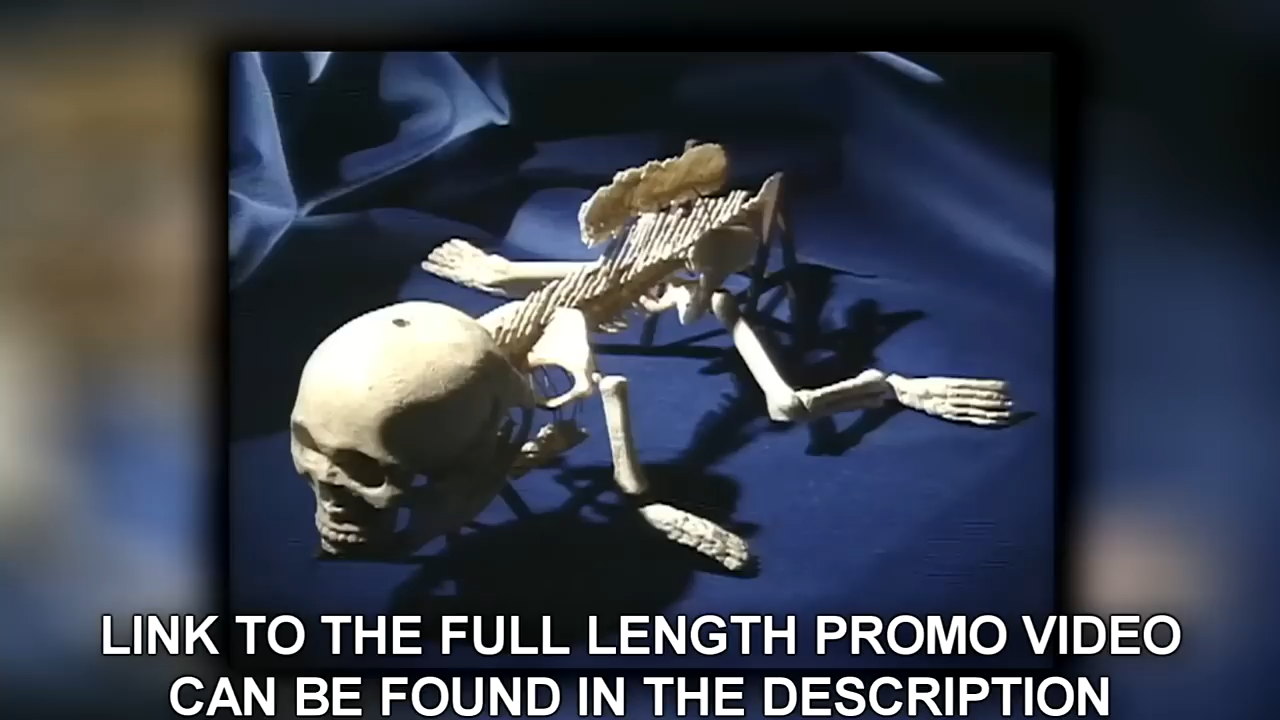 LINK TO THE FULL LENGTH PROMO VIDEO
CAN BE FOUND IN THE DESCRIPTION